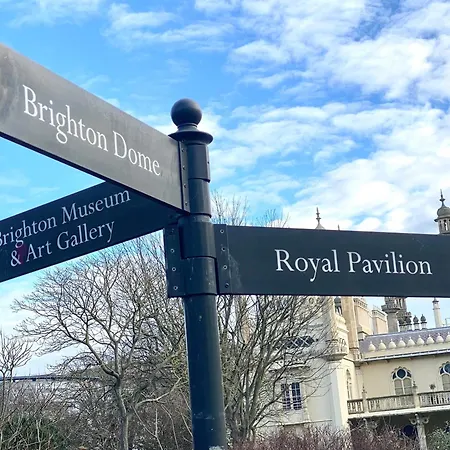 Brighton Dome
Brighton Museum
& Art Gallery
Royal Pavilion